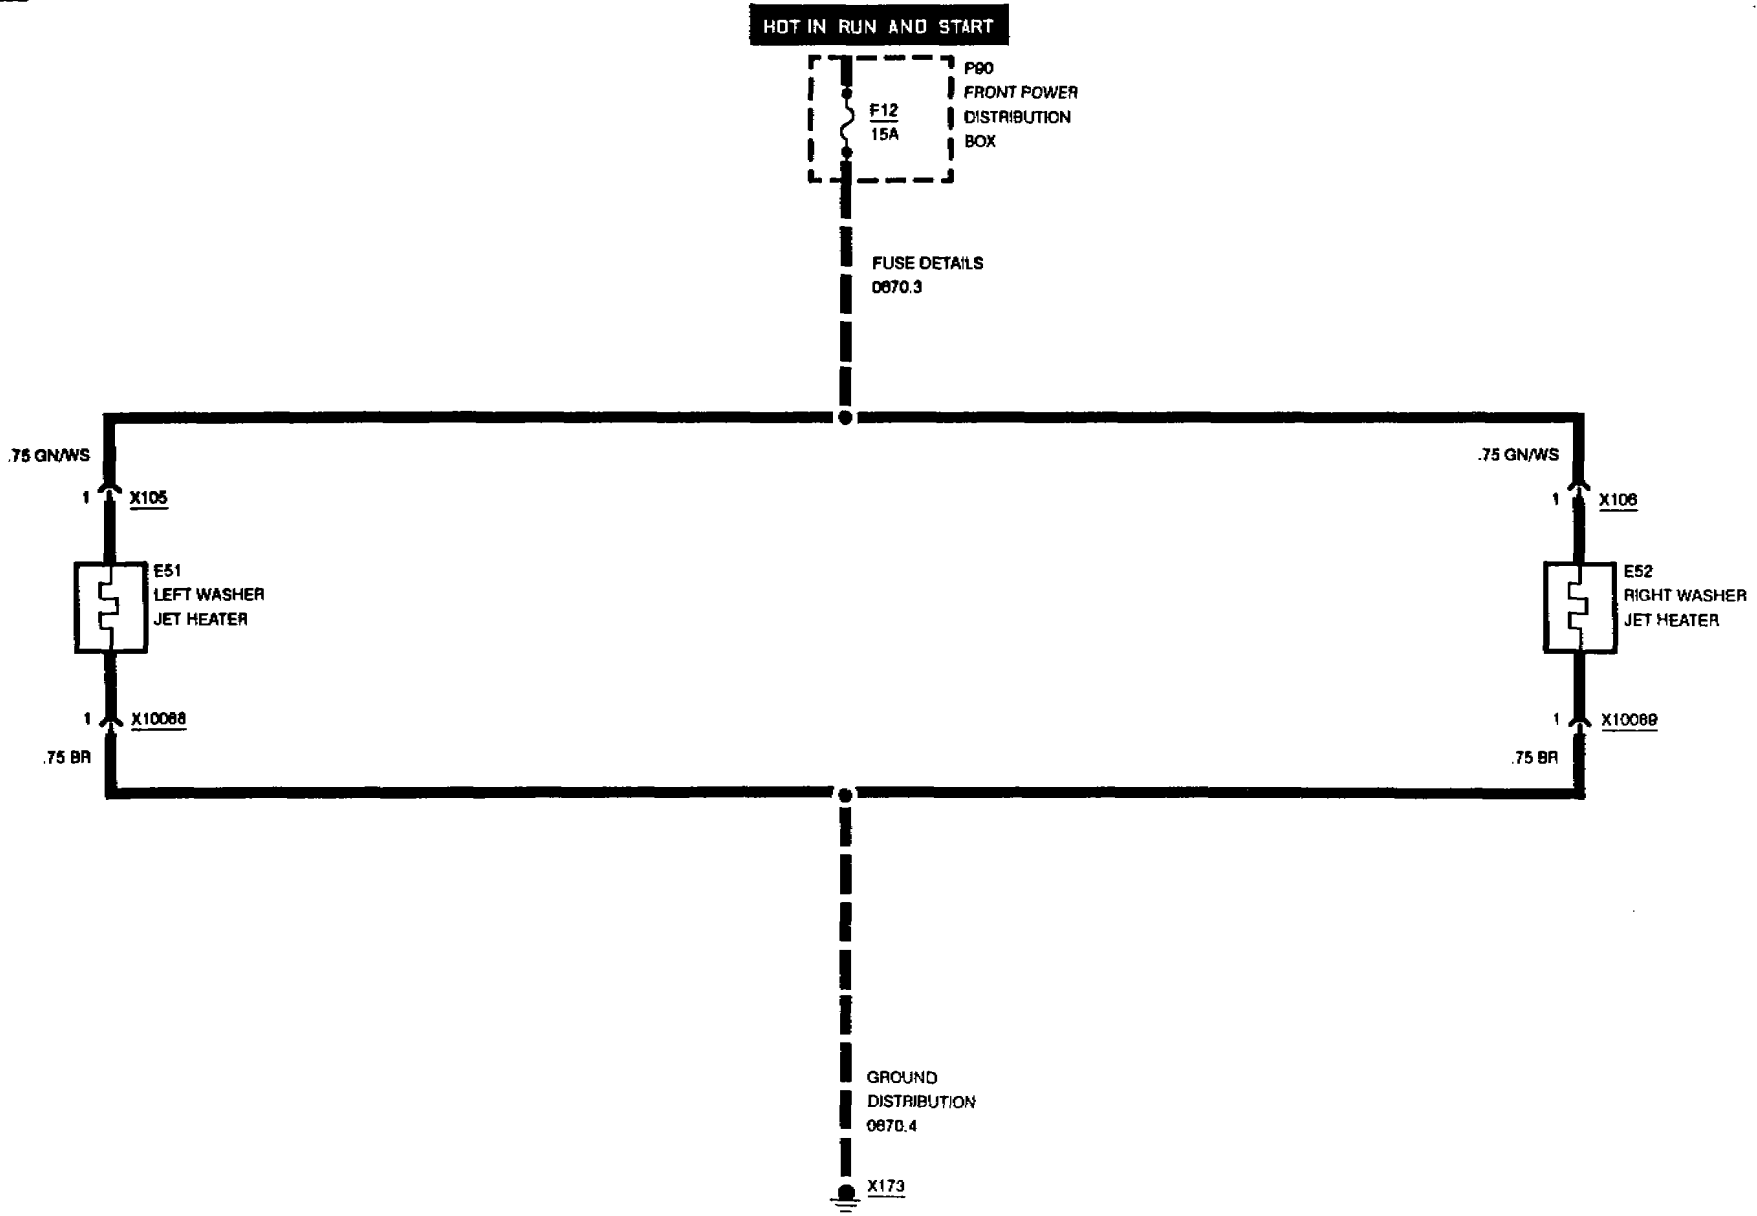 HOT IN RUN AND START
P90
FRONT POWER
DISTRIBUTION
BOX
F12
15A
FUSE DETAILS
0670.3
.75 GN/WS
1 X105
E51
LEFT WASHER
JET HEATER
1 X10068
.75 BR
.75 GN/WS
1 X106
E52
RIGHT WASHER
JET HEATER
1 X10069
.75 BR
GROUND
DISTRIBUTION
0670.4
X173